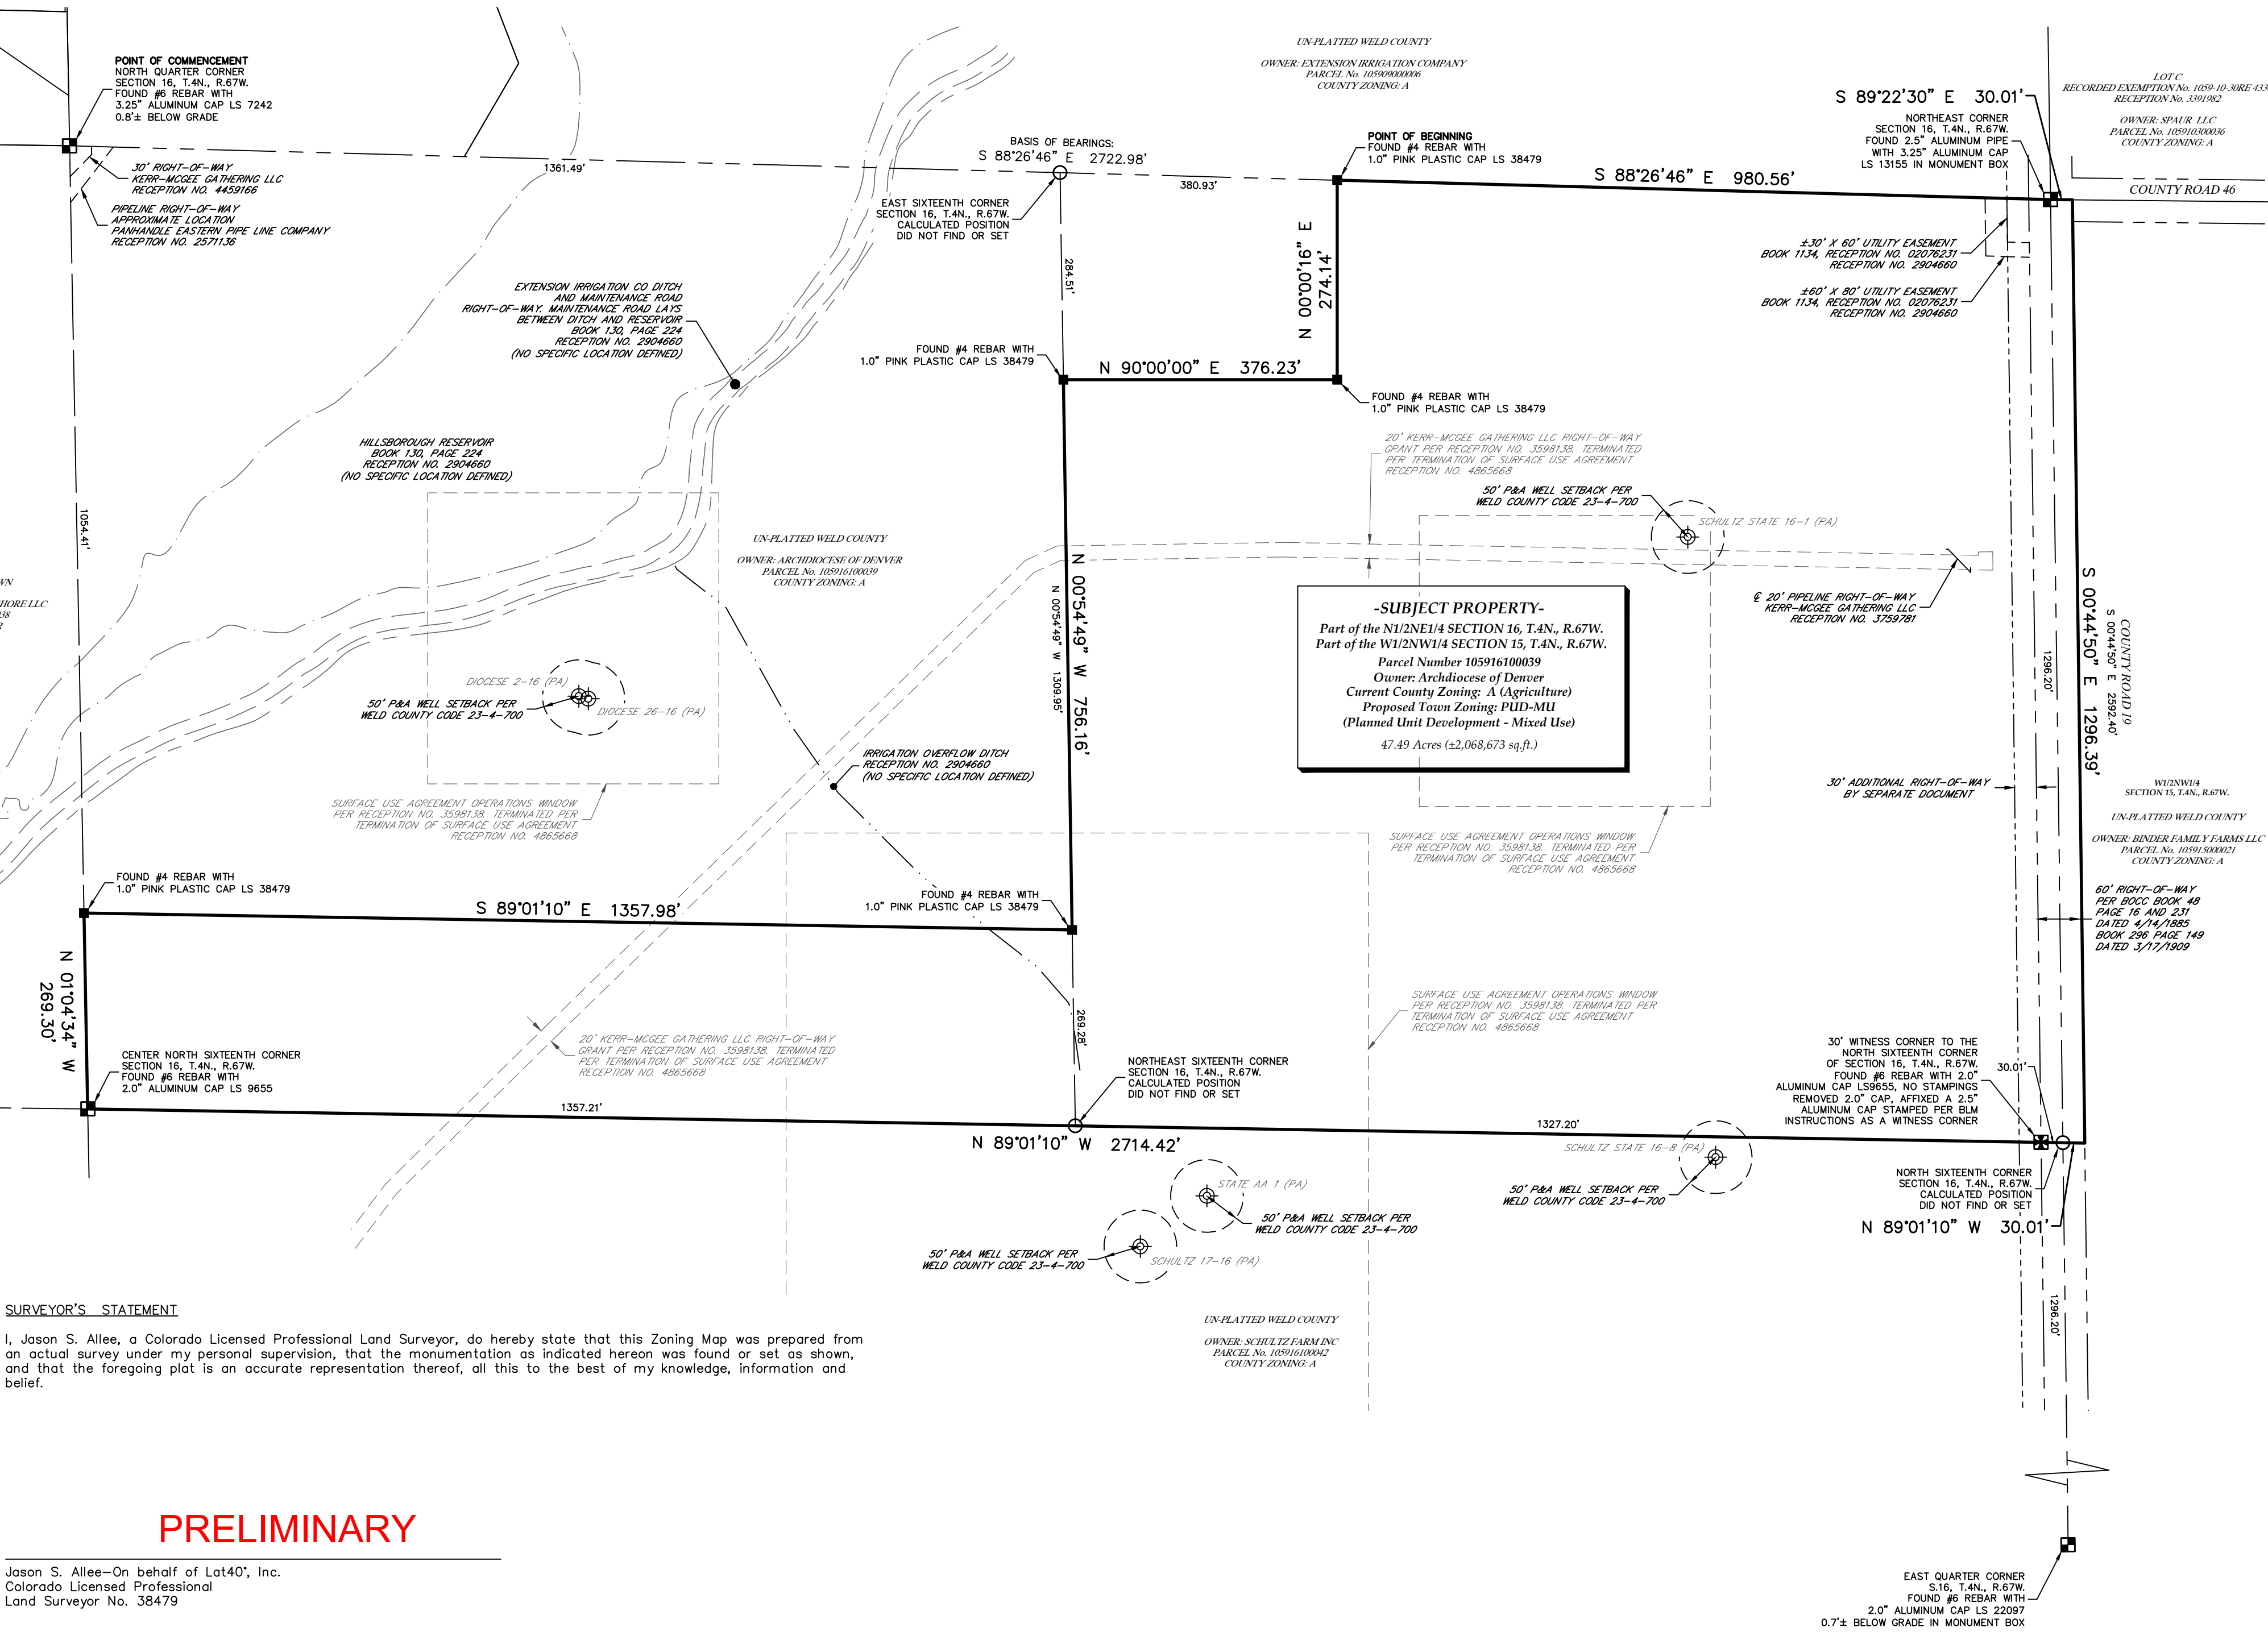 POINT OF COMMENCEMENT
NORTH QUARTER CORNER
SECTION 16, T.4N., R.67W.
FOUND #6 REBAR WITH
3.25" ALUMINUM CAP LS 7242
0.8'± BELOW GRADE
30' RIGHT-OF-WAY
KERR-MCGEE GATHERING LLC
RECEPTION NO. 4459166
PIPELINE RIGHT-OF-WAY
APPROXIMATE LOCATION
PANHANDLE EASTERN PIPE LINE COMPANY
RECEPTION NO. 2571136
1361.49'
BASIS OF BEARINGS:
S 88°26'46" E 2722.98'
380.93'
EAST SIXTEENTH CORNER
SECTION 16, T.4N., R.67W.
CALCULATED POSITION
DID NOT FIND OR SET
UN-PLATTED WELD COUNTY
OWNER: EXTENSION IRRIGATION COMPANY
PARCEL No. 105909000006
COUNTY ZONING: A
POINT OF BEGINNING
FOUND #4 REBAR WITH
1.0" PINK PLASTIC CAP LS 38479
S 88°26'46" E 980.56'
S 89°22'30" E 30.01'
NORTHEAST CORNER
SECTION 16, T.4N., R.67W.
FOUND 2.5" ALUMINUM PIPE
WITH 3.25" ALUMINUM CAP
LS 13155 IN MONUMENT BOX
LOT C
RECORDED EXEMPTION No. 1059-10-30RE 433
RECEPTION No. 3391982
OWNER: SPAUR LLC
PARCEL No. 105910300036
COUNTY ZONING: A
COUNTY ROAD 46
±30' X 60' UTILITY EASEMENT
BOOK 1134, RECEPTION NO. 02076231
RECEPTION NO. 2904660
±60' X 80' UTILITY EASEMENT
BOOK 1134, RECEPTION NO. 02076231
RECEPTION NO. 2904660
284.51'
N 00°00'16" E
274.14'
EXTENSION IRRIGATION CO DITCH
AND MAINTENANCE ROAD
RIGHT-OF-WAY. MAINTENANCE ROAD LAYS
BETWEEN DITCH AND RESERVOIR
BOOK 130, PAGE 224
RECEPTION NO. 2904660
(NO SPECIFIC LOCATION DEFINED)
FOUND #4 REBAR WITH
1.0" PINK PLASTIC CAP LS 38479
N 90°00'00" E 376.23'
FOUND #4 REBAR WITH
1.0" PINK PLASTIC CAP LS 38479
HILLSBOROUGH RESERVOIR
BOOK 130, PAGE 224
RECEPTION NO. 2904660
(NO SPECIFIC LOCATION DEFINED)
20' KERR-MCGEE GATHERING LLC RIGHT-OF-WAY
GRANT PER RECEPTION NO. 3598138. TERMINATED
PER TERMINATION OF SURFACE USE AGREEMENT
RECEPTION NO. 4865668
50' P&A WELL SETBACK PER
WELD COUNTY CODE 23-4-700
SCHULTZ STATE 16-1 (PA)
1054.41'
UN-PLATTED WELD COUNTY
OWNER: ARCHDIOCESE OF DENVER
PARCEL No. 105916100039
COUNTY ZONING: A
WN
HORE LLC
38
R
N 00°54'49" W 756.16'
N 00°54'49" W 1309.95'
-SUBJECT PROPERTY-
Part of the N1/2NE1/4 SECTION 16, T.4N., R.67W.
Part of the W1/2NW1/4 SECTION 15, T.4N., R.67W.
Parcel Number 105916100039
Owner: Archdiocese of Denver
Current County Zoning: A (Agriculture)
Proposed Town Zoning: PUD-MU
(Planned Unit Development - Mixed Use)
47.49 Acres (±2,068,673 sq.ft.)
℄ 20' PIPELINE RIGHT-OF-WAY
KERR-MCGEE GATHERING LLC
RECEPTION NO. 3759781
1296.20'
S 00°44'50" E 1296.39'
S 00°44'50" E 2592.40'
COUNTY ROAD 19
DIOCESE 2-16 (PA)
DIOCESE 26-16 (PA)
50' P&A WELL SETBACK PER
WELD COUNTY CODE 23-4-700
IRRIGATION OVERFLOW DITCH
RECEPTION NO. 2904660
(NO SPECIFIC LOCATION DEFINED)
30' ADDITIONAL RIGHT-OF-WAY
BY SEPARATE DOCUMENT
W1/2NW1/4
SECTION 15, T.4N., R.67W.
UN-PLATTED WELD COUNTY
OWNER: BINDER FAMILY FARMS LLC
PARCEL No. 105915000021
COUNTY ZONING: A
SURFACE USE AGREEMENT OPERATIONS WINDOW
PER RECEPTION NO. 3598138. TERMINATED PER
TERMINATION OF SURFACE USE AGREEMENT
RECEPTION NO. 4865668
SURFACE USE AGREEMENT OPERATIONS WINDOW
PER RECEPTION NO. 3598138. TERMINATED PER
TERMINATION OF SURFACE USE AGREEMENT
RECEPTION NO. 4865668
60' RIGHT-OF-WAY
PER BOCC BOOK 48
PAGE 16 AND 231
DATED 4/14/1885
BOOK 296 PAGE 149
DATED 3/17/1909
FOUND #4 REBAR WITH
1.0" PINK PLASTIC CAP LS 38479
S 89°01'10" E 1357.98'
FOUND #4 REBAR WITH
1.0" PINK PLASTIC CAP LS 38479
N 01°04'34" W
269.30'
SURFACE USE AGREEMENT OPERATIONS WINDOW
PER RECEPTION NO. 3598138. TERMINATED PER
TERMINATION OF SURFACE USE AGREEMENT
RECEPTION NO. 4865668
269.28'
CENTER NORTH SIXTEENTH CORNER
SECTION 16, T.4N., R.67W.
FOUND #6 REBAR WITH
2.0" ALUMINUM CAP LS 9655
20' KERR-MCGEE GATHERING LLC RIGHT-OF-WAY
GRANT PER RECEPTION NO. 3598138. TERMINATED
PER TERMINATION OF SURFACE USE AGREEMENT
RECEPTION NO. 4865668
NORTHEAST SIXTEENTH CORNER
SECTION 16, T.4N., R.67W.
CALCULATED POSITION
DID NOT FIND OR SET
30' WITNESS CORNER TO THE
NORTH SIXTEENTH CORNER
OF SECTION 16, T.4N., R.67W.
FOUND #6 REBAR WITH 2.0"
ALUMINUM CAP LS9655, NO STAMPINGS
REMOVED 2.0" CAP, AFFIXED A 2.5"
ALUMINUM CAP STAMPED PER BLM
INSTRUCTIONS AS A WITNESS CORNER
30.01'
1357.21'
1327.20'
N 89°01'10" W 2714.42'
SCHULTZ STATE 16-8 (PA)
50' P&A WELL SETBACK PER
WELD COUNTY CODE 23-4-700
STATE AA 1 (PA)
50' P&A WELL SETBACK PER
WELD COUNTY CODE 23-4-700
NORTH SIXTEENTH CORNER
SECTION 16, T.4N., R.67W.
CALCULATED POSITION
DID NOT FIND OR SET
N 89°01'10" W 30.01'
50' P&A WELL SETBACK PER
WELD COUNTY CODE 23-4-700
SCHULTZ 17-16 (PA)
1296.20'
UN-PLATTED WELD COUNTY
OWNER: SCHULTZ FARM INC
PARCEL No. 105916100042
COUNTY ZONING: A
SURVEYOR'S STATEMENT
I, Jason S. Allee, a Colorado Licensed Professional Land Surveyor, do hereby state that this Zoning Map was prepared from
an actual survey under my personal supervision, that the monumentation as indicated hereon was found or set as shown,
and that the foregoing plat is an accurate representation thereof, all this to the best of my knowledge, information and
belief.
PRELIMINARY
Jason S. Allee-On behalf of Lat40°, Inc.
Colorado Licensed Professional
Land Surveyor No. 38479
EAST QUARTER CORNER
S.16, T.4N., R.67W.
FOUND #6 REBAR WITH
2.0" ALUMINUM CAP LS 22097
0.7'± BELOW GRADE IN MONUMENT BOX